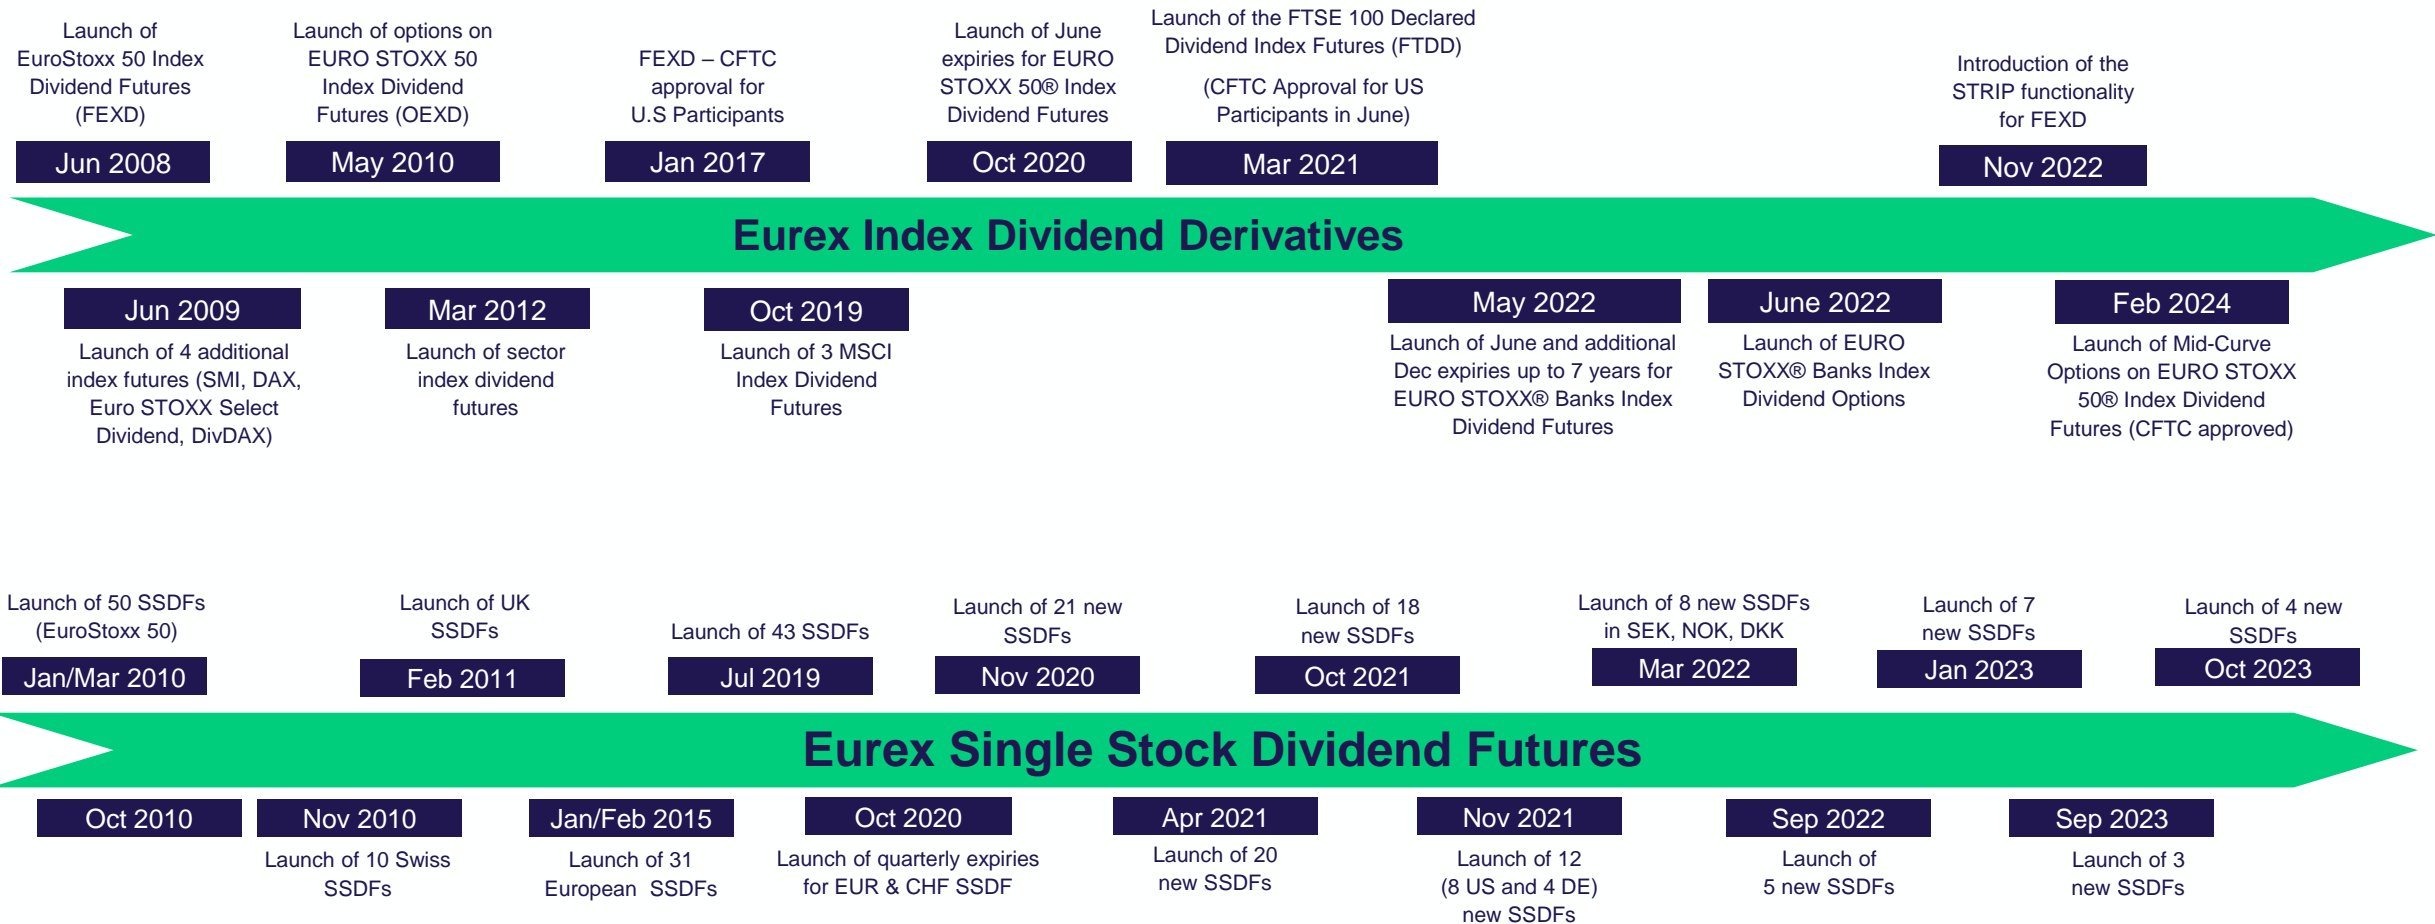 Launch of
EuroStoxx 50 Index
Dividend Futures
(FEXD)
Jun 2008
Launch of options on
EURO STOXX 50
Index Dividend
Futures (OEXD)
May 2010
FEXD – CFTC
approval for
U.S Participants
Jan 2017
Launch of June
expiries for EURO
STOXX 50® Index
Dividend Futures
Oct 2020
Launch of the FTSE 100 Declared
Dividend Index Futures (FTDD)
(CFTC Approval for US
Participants in June)
Mar 2021
Introduction of the
STRIP functionality
for FEXD
Nov 2022
Eurex Index Dividend Derivatives
Jun 2009
Launch of 4 additional
index futures (SMI, DAX,
Euro STOXX Select
Dividend, DivDAX)
Mar 2012
Launch of sector
index dividend
futures
Oct 2019
Launch of 3 MSCI
Index Dividend
Futures
May 2022
Launch of June and additional
Dec expiries up to 7 years for
EURO STOXX® Banks Index
Dividend Futures
June 2022
Launch of EURO
STOXX® Banks Index
Dividend Options
Feb 2024
Launch of Mid-Curve
Options on EURO STOXX
50® Index Dividend
Futures (CFTC approved)
Launch of 50 SSDFs
(EuroStoxx 50)
Jan/Mar 2010
Launch of UK
SSDFs
Feb 2011
Launch of 43 SSDFs
Jul 2019
Launch of 21 new
SSDFs
Nov 2020
Launch of 18
new SSDFs
Oct 2021
Launch of 8 new SSDFs
in SEK, NOK, DKK
Mar 2022
Launch of 7
new SSDFs
Jan 2023
Launch of 4 new
SSDFs
Oct 2023
Eurex Single Stock Dividend Futures
Oct 2010
Nov 2010
Launch of 10 Swiss
SSDFs
Jan/Feb 2015
Launch of 31
European SSDFs
Oct 2020
Launch of quarterly expiries
for EUR & CHF SSDF
Apr 2021
Launch of 20
new SSDFs
Nov 2021
Launch of 12
(8 US and 4 DE)
new SSDFs
Sep 2022
Launch of
5 new SSDFs
Sep 2023
Launch of 3
new SSDFs